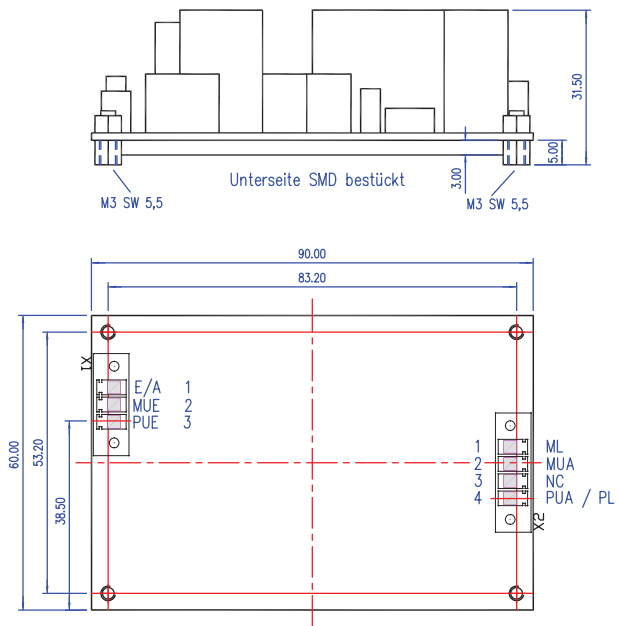 31.50
5.00
3.00
Unterseite SMD bestückt
M3 SW 5,5
M3 SW 5,5
90.00
83.20
60.00
53.20
38.50
X1
E/A 1
MUE 2
PUE 3
1 ML
2 MUA
3 NC
4 PUA / PL
X2